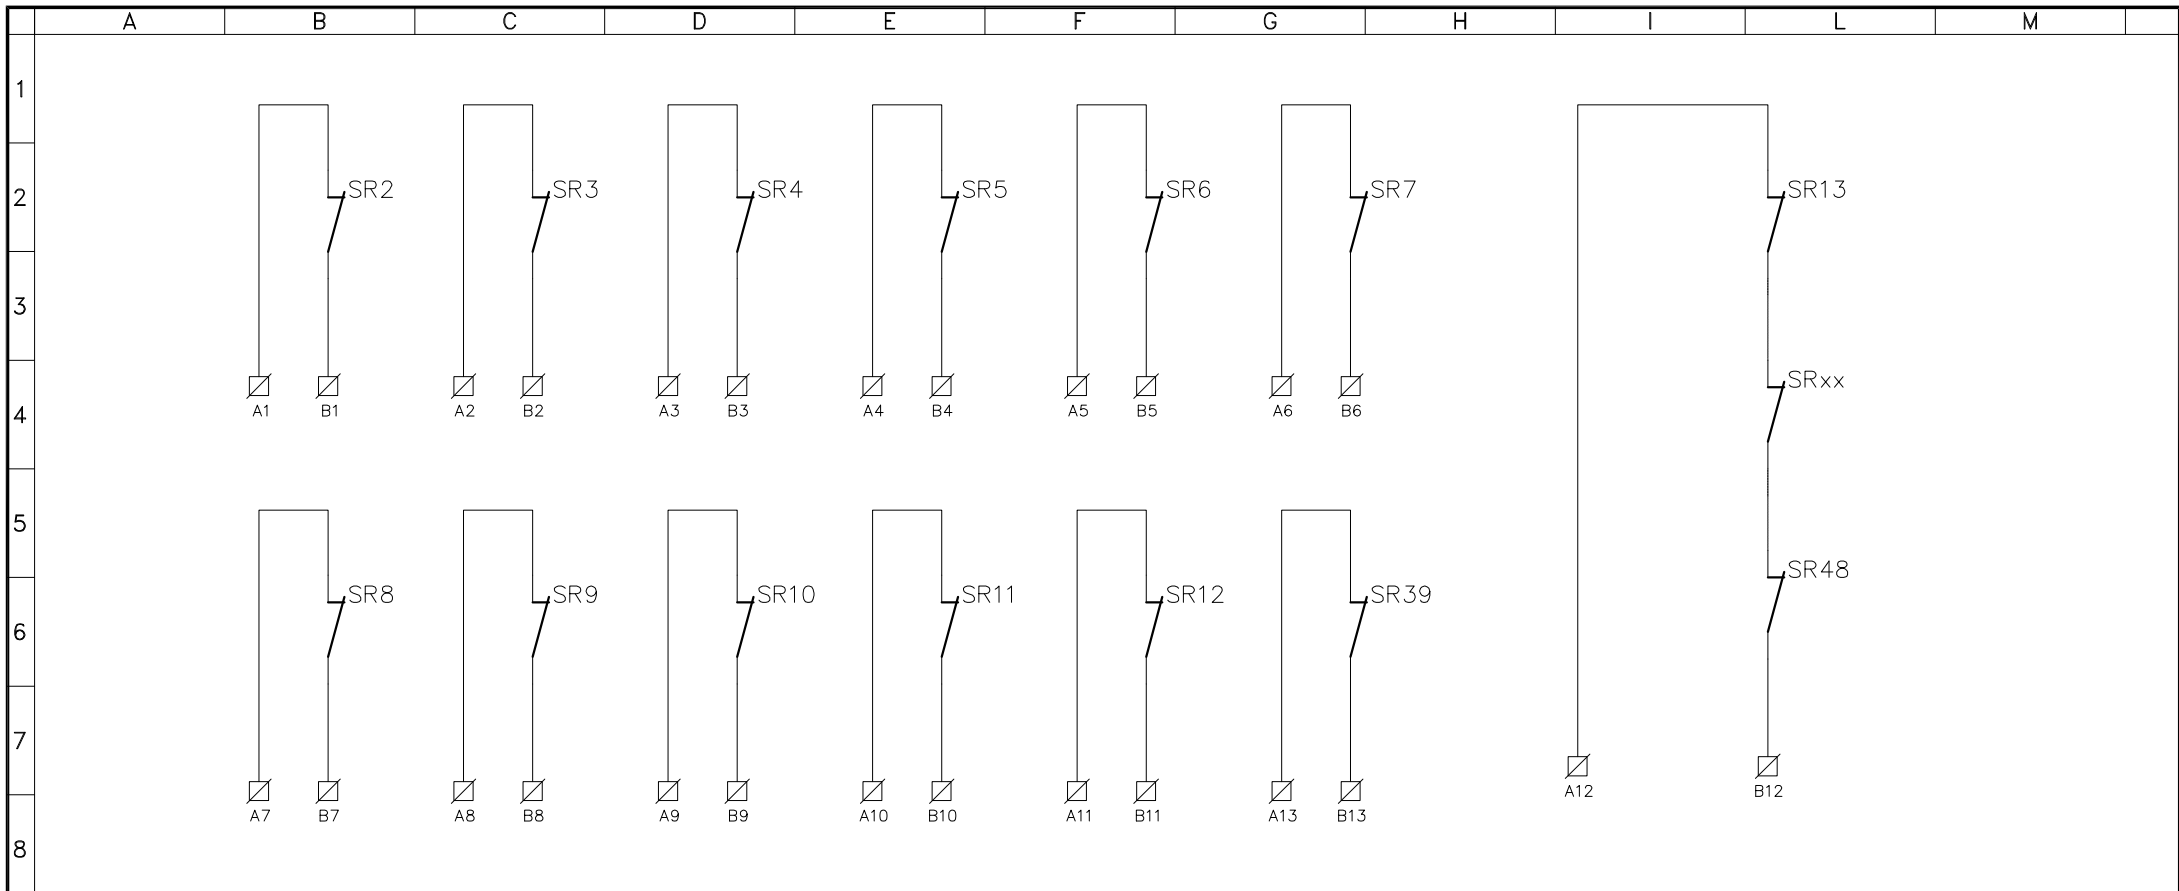 A B C D E F G H I L M
1
2 SR2 SR3 SR4 SR5 SR6 SR7 SR13
3
SRxx
4 A1 B1 A2 B2 A3 B3 A4 B4 A5 B5 A6 B6
5
SR48
SR8 SR9 SR10 SR11 SR12 SR39
6
7
A12 B12
A7 B7 A8 B8 A9 B9 A10 B10 A11 B11 A13 B13
8